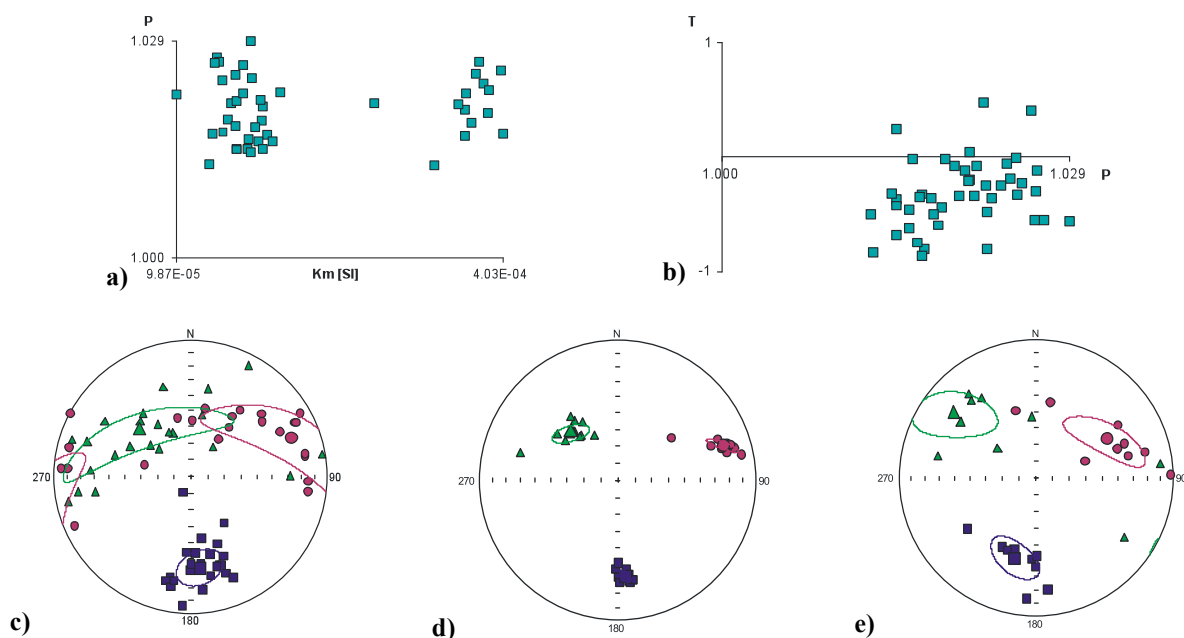 P
1.029
1.000
9.87E-05
Km [SI]
4.03E-04
a)
T
1
-1
1.000
1.029
P
b)
N
270
90
180
c)
N
270
90
180
d)
N
270
90
180
e)